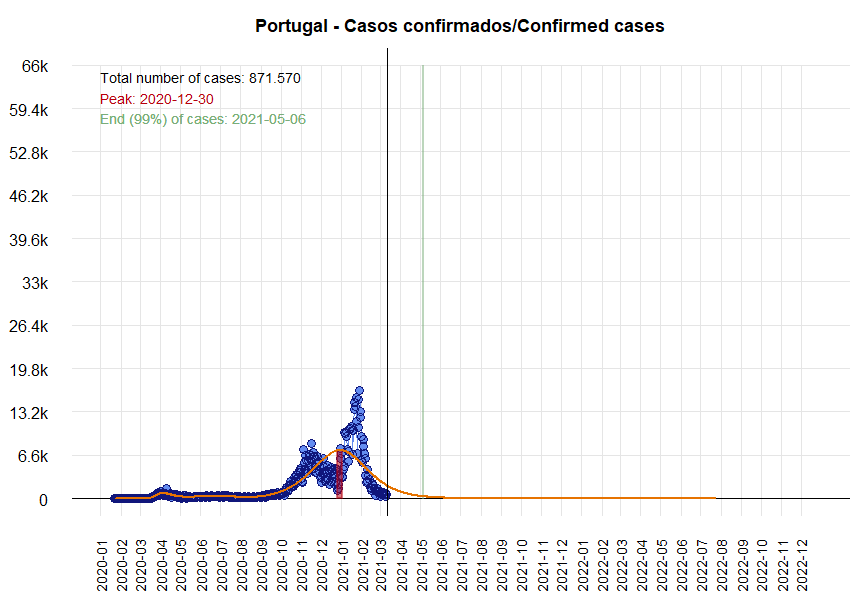 Portugal - Casos confirmados/Confirmed cases
Total number of cases: 871.570
Peak: 2020-12-30
End (99%) of cases: 2021-05-06
66k
59.4k
52.8k
46.2k
39.6k
33k
26.4k
19.8k
13.2k
6.6k
0
2020-01
2020-02
2020-03
2020-04
2020-05
2020-06
2020-07
2020-08
2020-09
2020-10
2020-11
2020-12
2021-01
2021-02
2021-03
2021-04
2021-05
2021-06
2021-07
2021-08
2021-09
2021-10
2021-11
2021-12
2022-01
2022-02
2022-03
2022-04
2022-05
2022-06
2022-07
2022-08
2022-09
2022-10
2022-11
2022-12